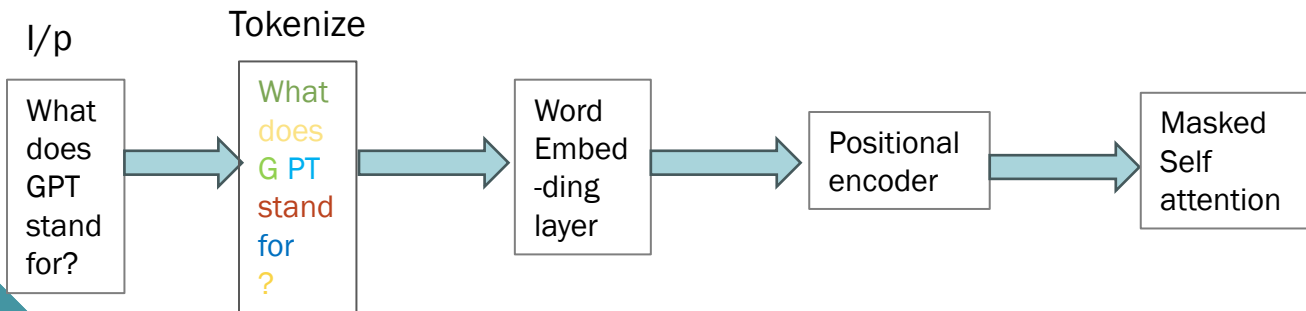 I/p
What
does
GPT
stand
for?
Tokenize
What
does
G PT
stand
for
?
Word
Embed
-ding
layer
Positional
encoder
Masked
Self
attention